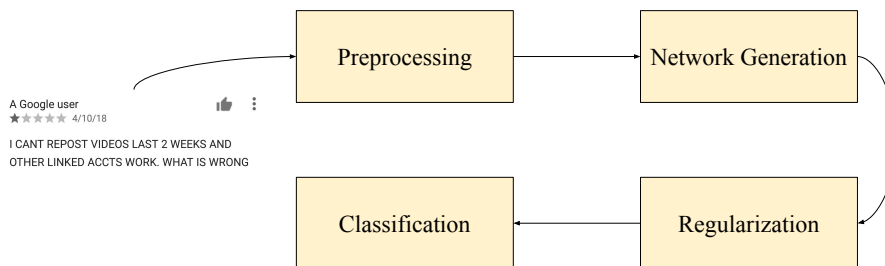 Preprocessing
Network Generation
A Google user
4/10/18
I CANT REPOST VIDEOS LAST 2 WEEKS AND
OTHER LINKED ACCTS WORK. WHAT IS WRONG
Classification
Regularization